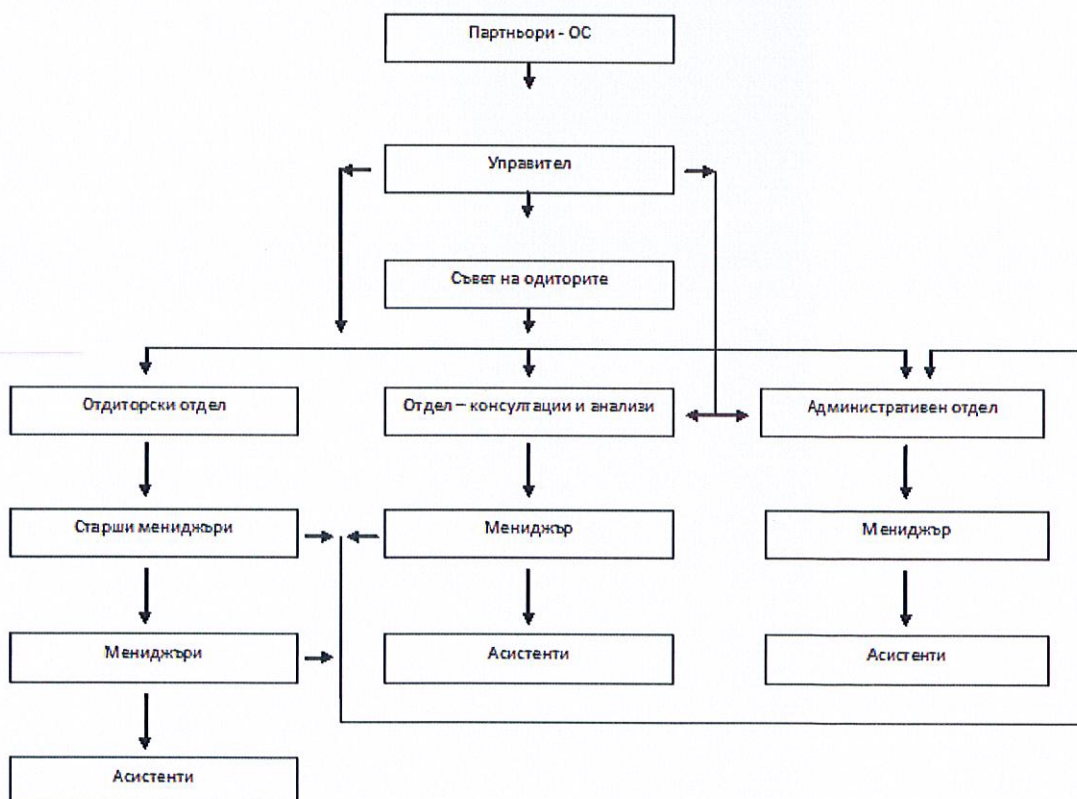 Партньори - ОС
Управител
Съвет на одиторите
Отдиторски отдел
Отдел – консултации и анализи
Административен отдел
Старши мениджъри
Мениджър
Мениджър
Мениджъри
Асистенти
Асистенти
Асистенти